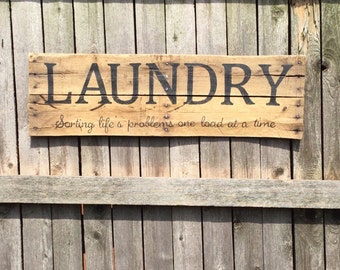 LAUNDRY
Sorting life's problems one load at a time